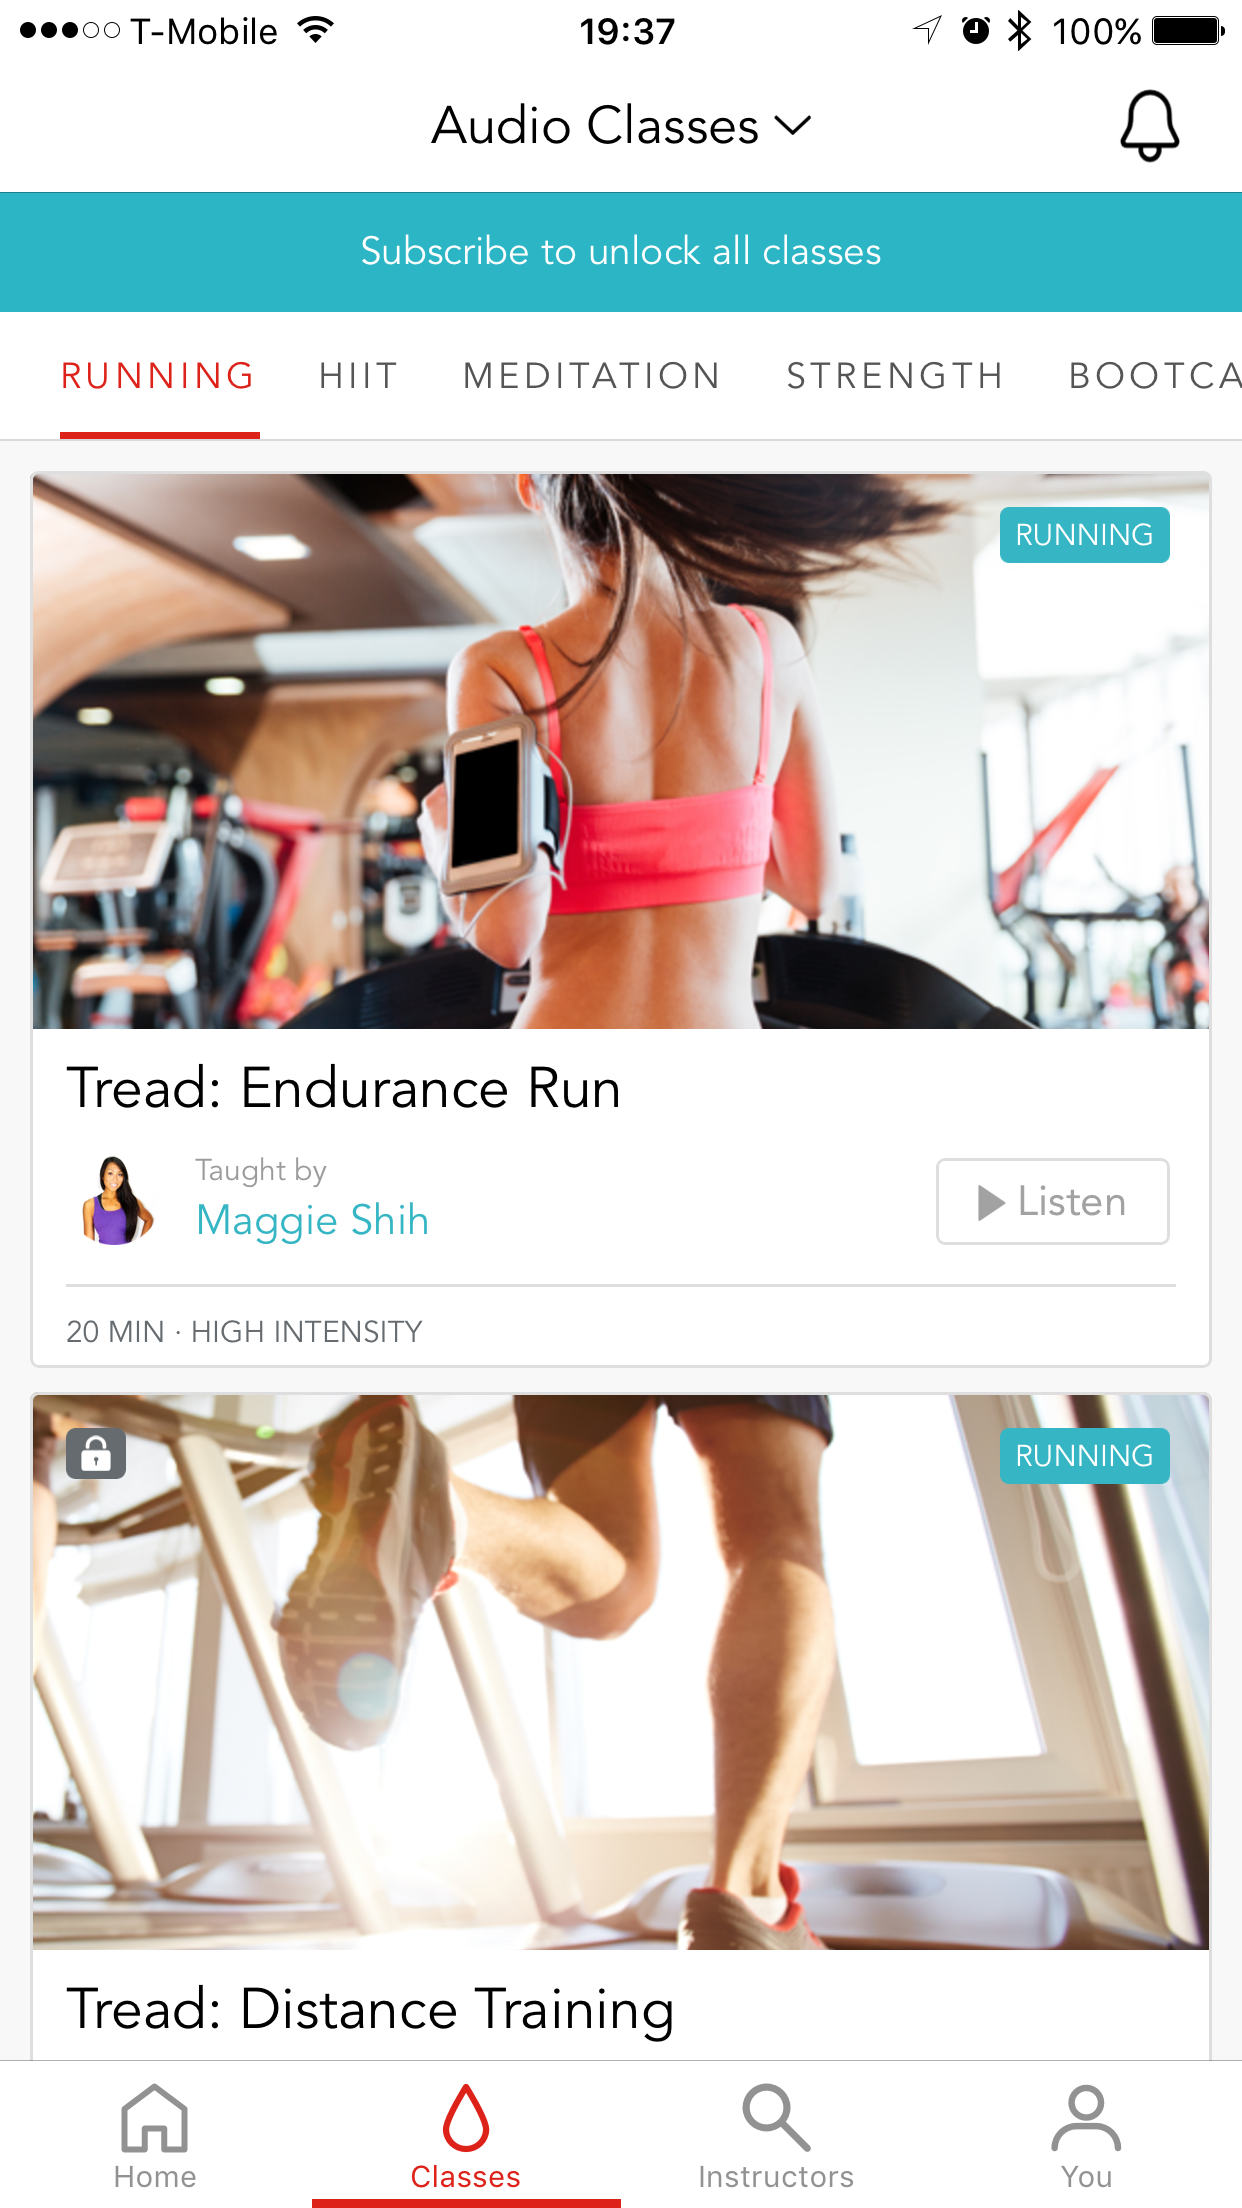 T-Mobile 19:37 100%
Audio Classes
Subscribe to unlock all classes
RUNNING HIIT MEDITATION STRENGTH BOOTCA
RUNNING
Tread: Endurance Run
Taught by
Maggie Shih
Listen
20 MIN · HIGH INTENSITY
RUNNING
Tread: Distance Training
Home Classes Instructors You